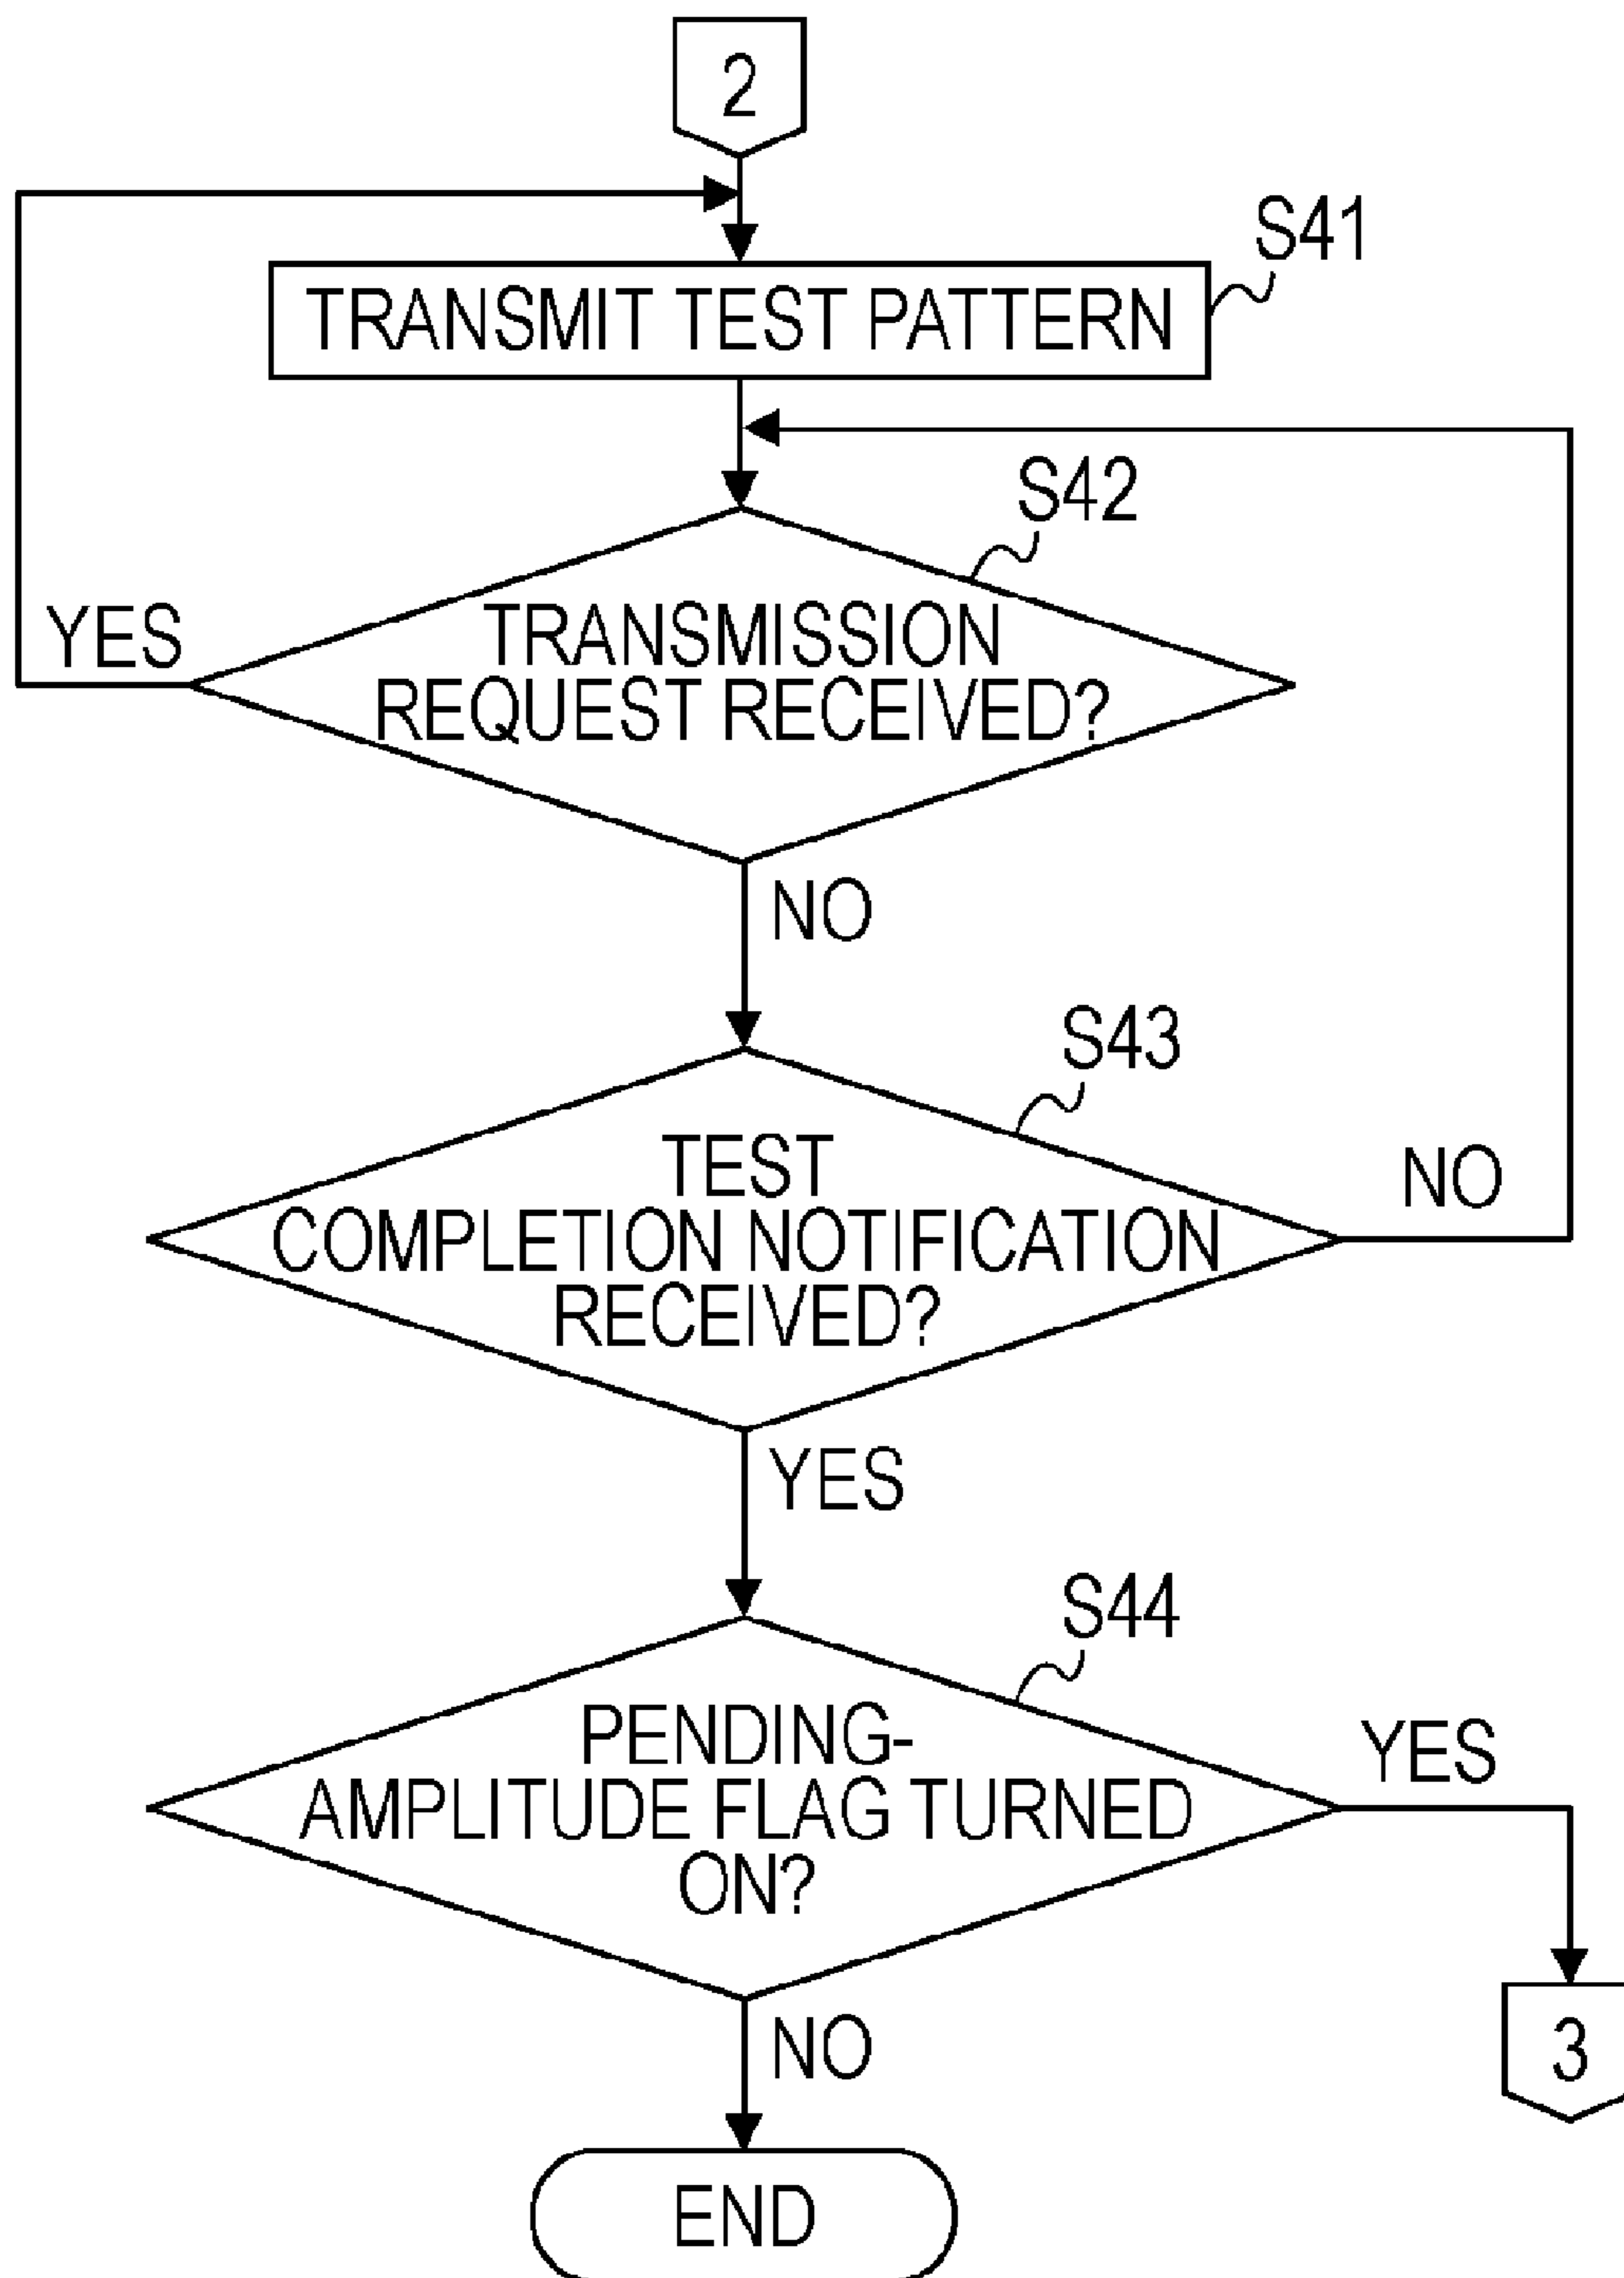 2
S41
TRANSMIT TEST PATTERN
S42
YES
TRANSMISSION
REQUEST RECEIVED?
NO
S43
TEST
COMPLETION NOTIFICATION
RECEIVED?
NO
YES
S44
PENDING-
AMPLITUDE FLAG TURNED
ON?
YES
NO
3
END